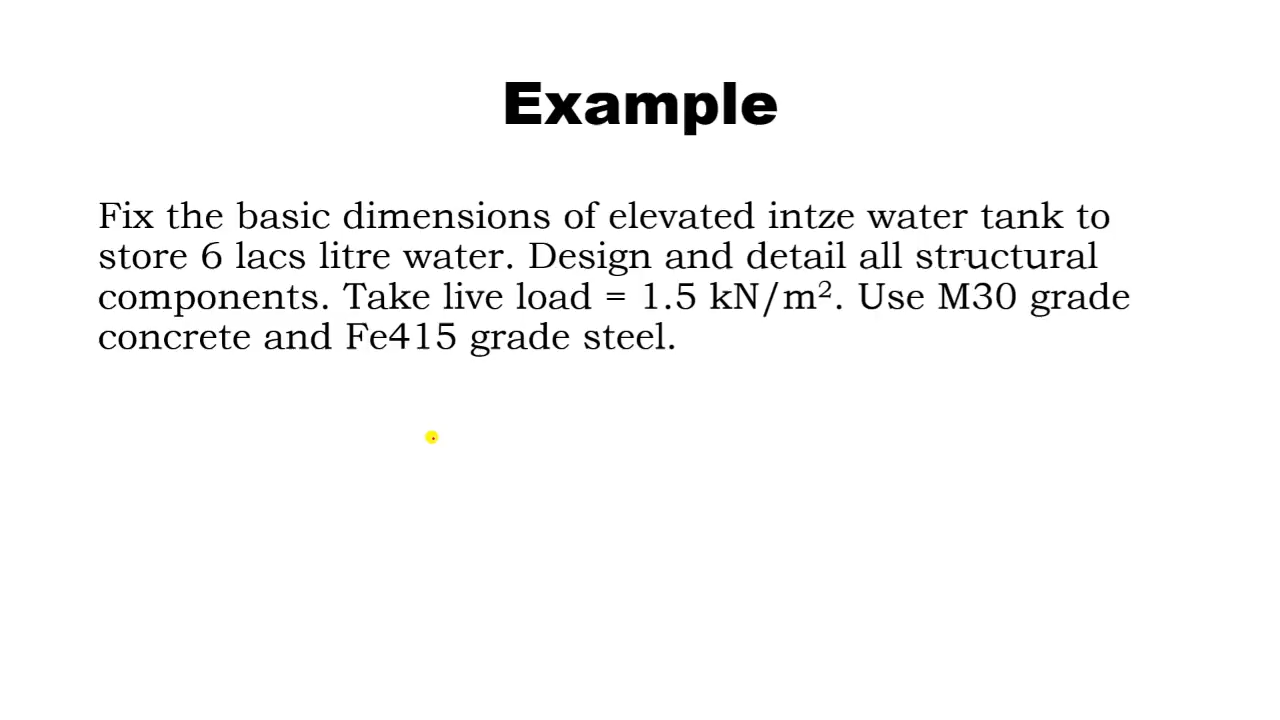 Example
Fix the basic dimensions of elevated intze water tank to
store 6 lacs litre water. Design and detail all structural
components. Take live load = 1.5 kN/m². Use M30 grade
concrete and Fe415 grade steel.